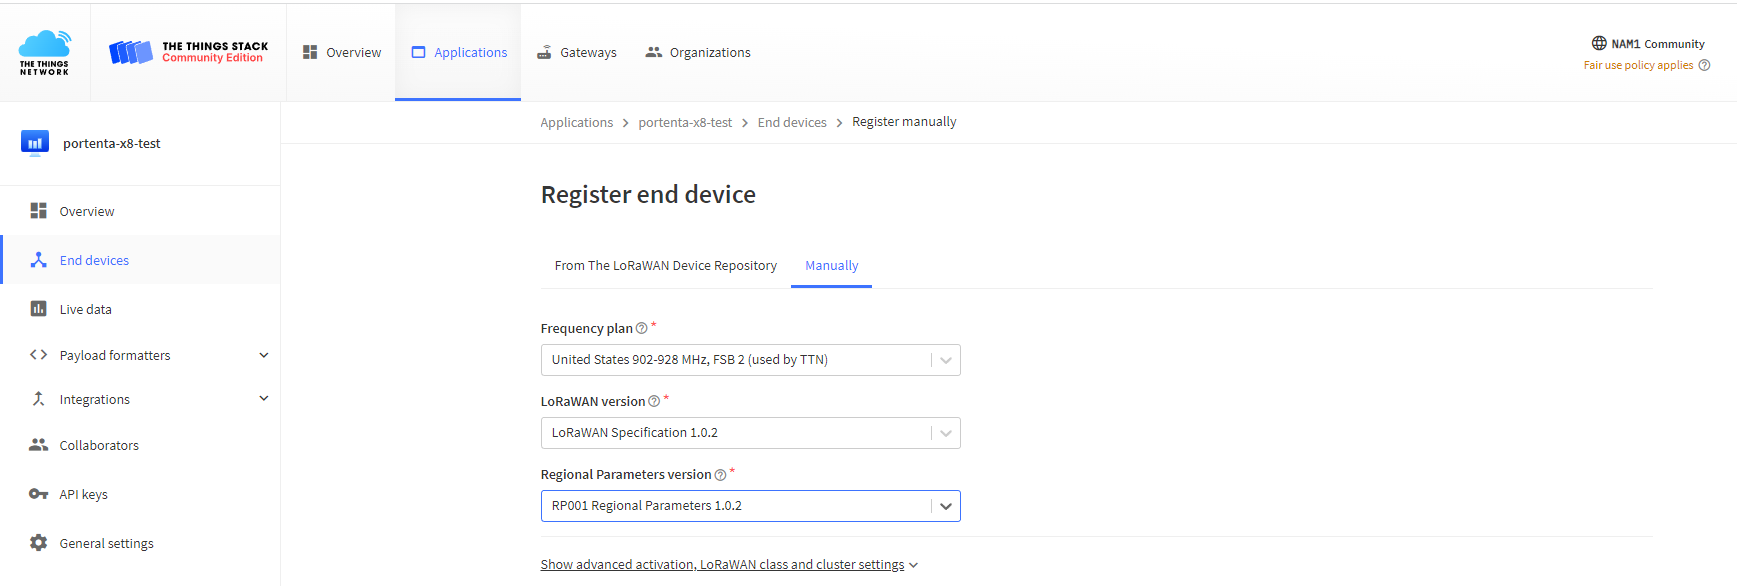 THE THINGS
NETWORK
THE THINGS STACK
Community Edition
Overview
Applications
Gateways
Organizations
NAM1 Community
Fair use policy applies
portenta-x8-test
Overview
End devices
Live data
Payload formatters
Integrations
Collaborators
API keys
General settings
Applications > portenta-x8-test > End devices > Register manually
Register end device
From The LoRaWAN Device Repository
Manually
Frequency plan *
United States 902-928 MHz, FSB 2 (used by TTN)
LoRaWAN version *
LoRaWAN Specification 1.0.2
Regional Parameters version *
RP001 Regional Parameters 1.0.2
Show advanced activation, LoRaWAN class and cluster settings